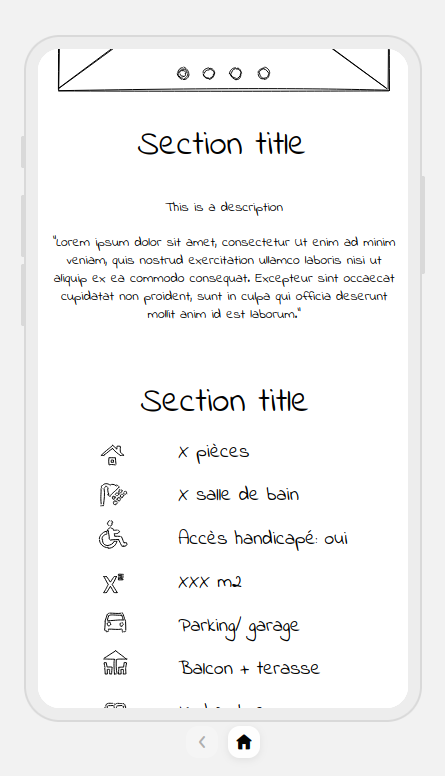 Section title
This is a description
"Lorem ipsum dolor sit amet, consectetur Ut enim ad minim
veniam, quis nostrud exercitation ullamco laboris nisi ut
aliquip ex ea commodo consequat. Excepteur sint occaecat
cupidatat non proident, sunt in culpa qui officia deserunt
mollit anim id est laborum."
Section title
X pièces
X salle de bain
Accès handicapé: oui
XXX m2
Parking/ garage
Balcon + terasse